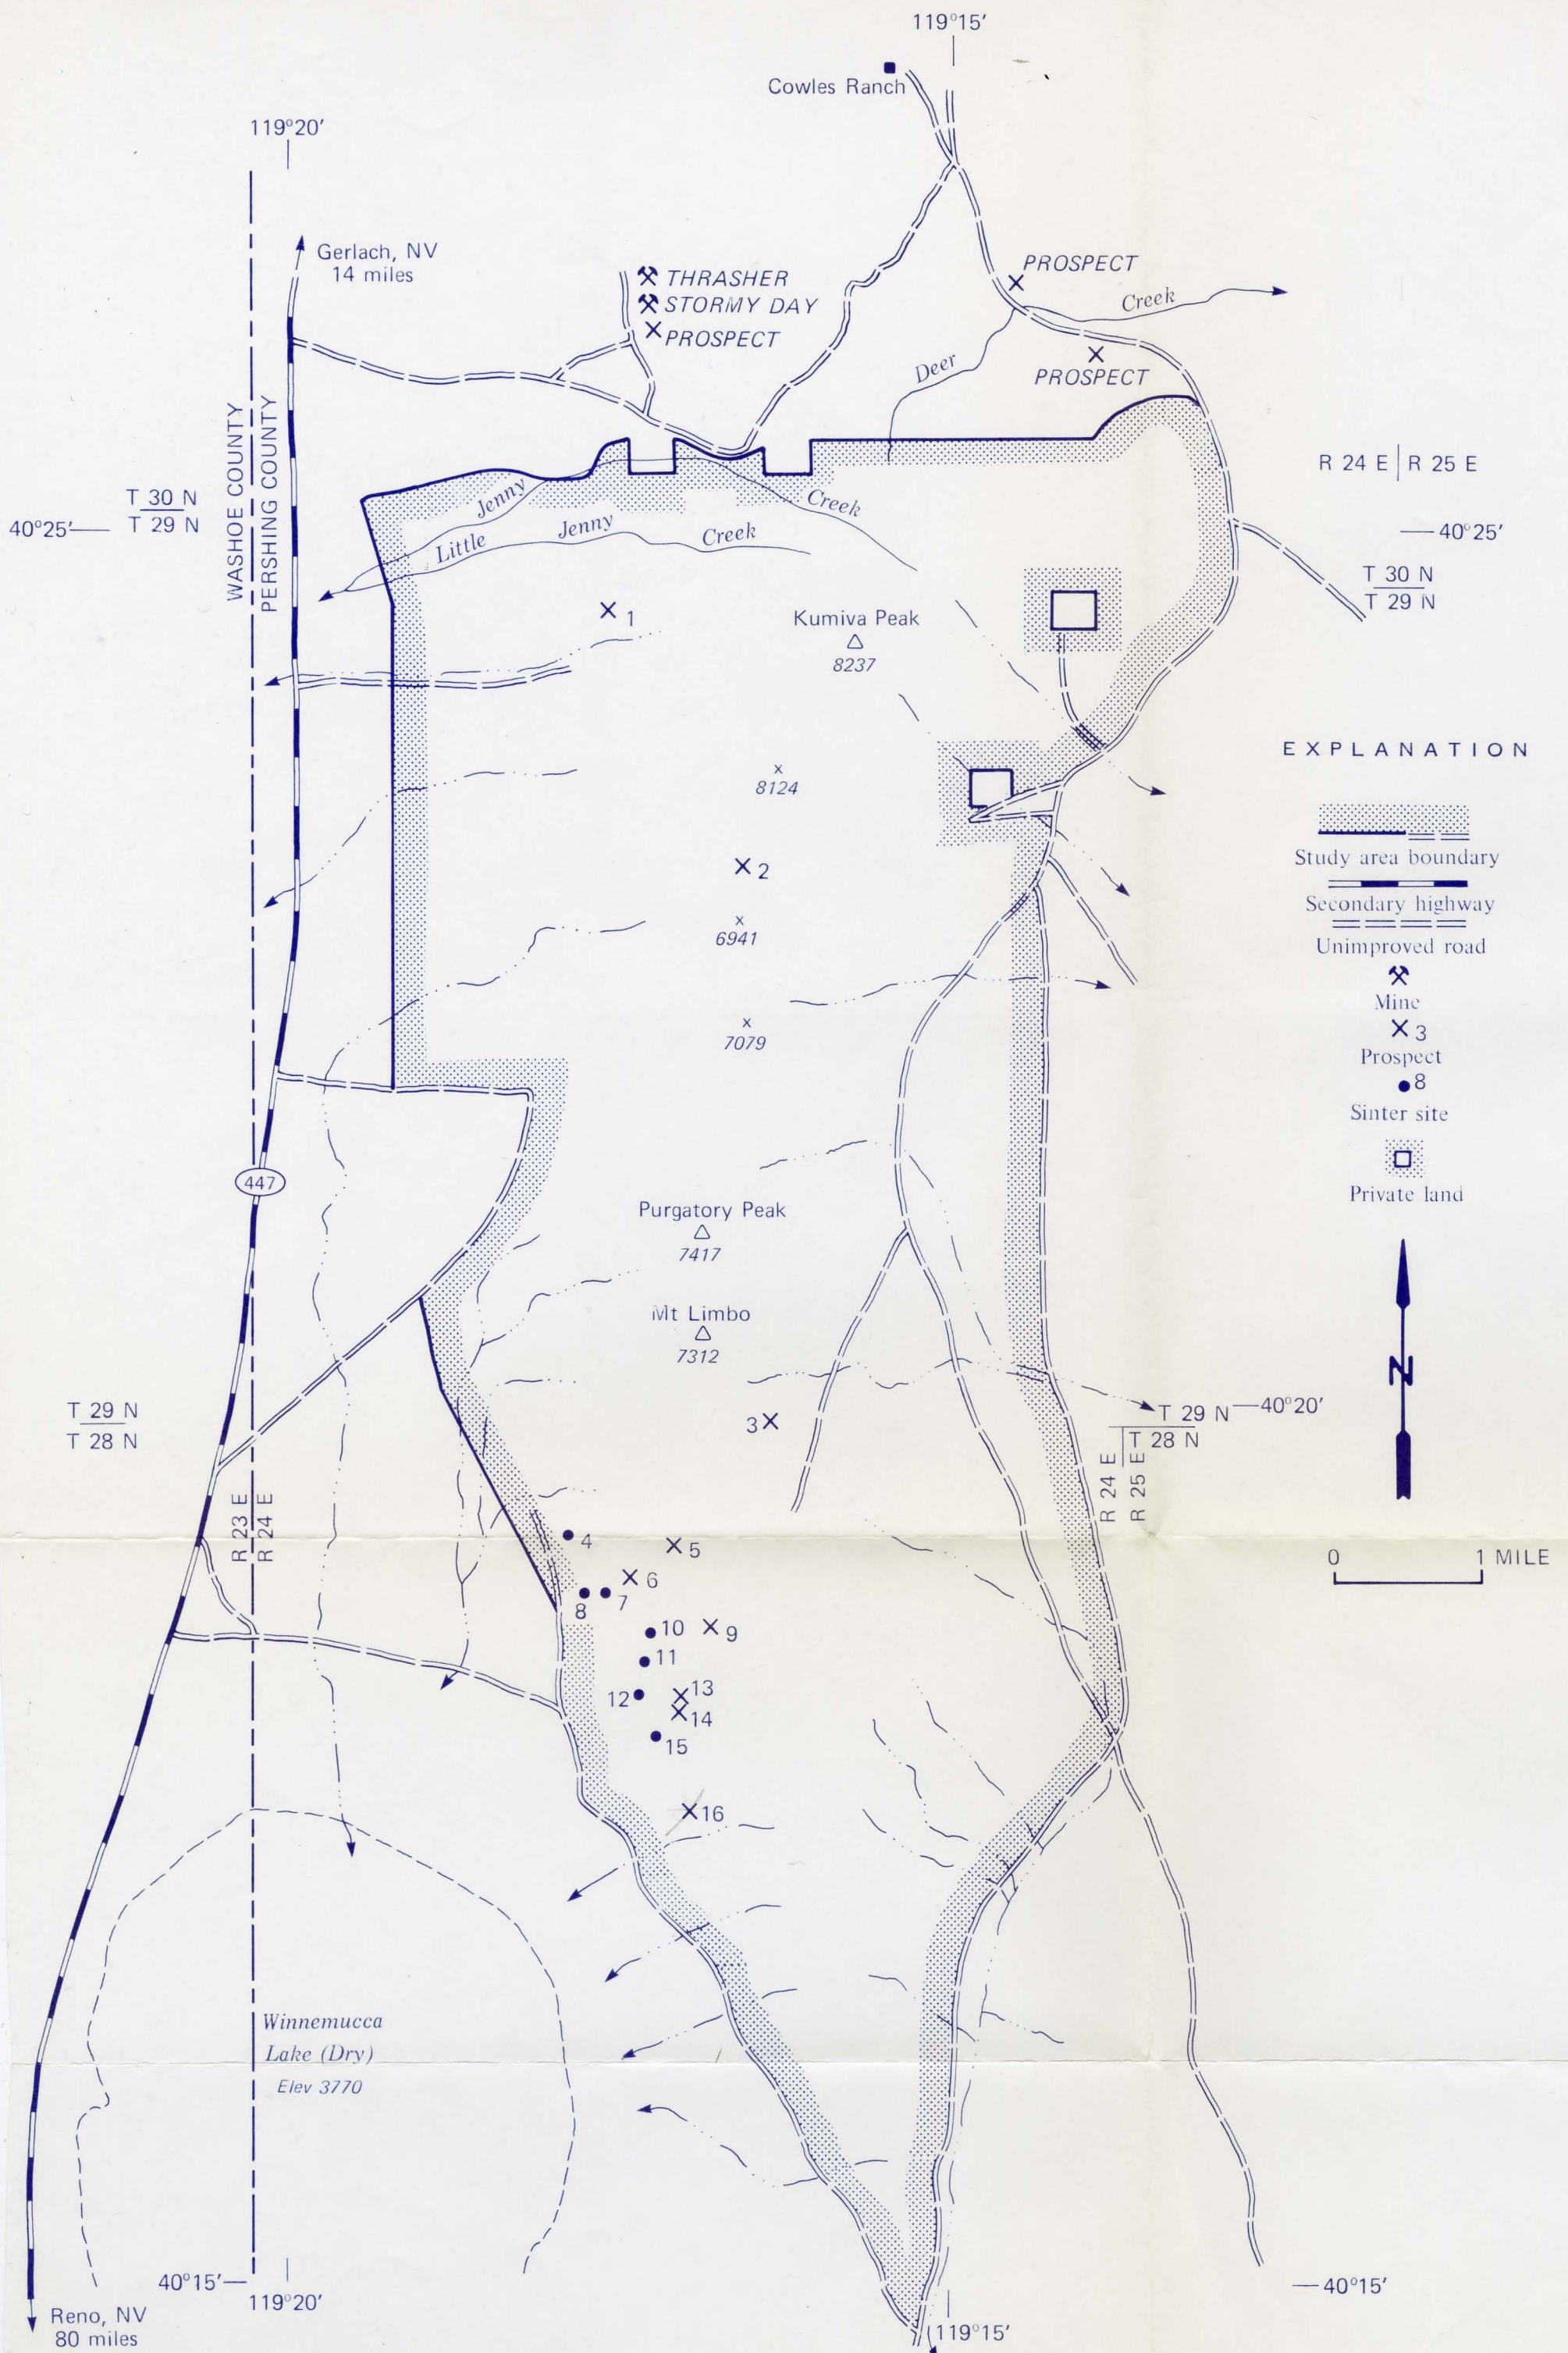 119°15'
Cowles Ranch
119°20'
Gerlach, NV
14 miles
THRASHER
STORMY DAY
PROSPECT
PROSPECT
Creek
Deer
PROSPECT
WASHOE COUNTY
PERSHING COUNTY
R 24 E R 25 E
T 30 N
T 29 N
40°25'
40°25'
T 30 N
T 29 N
Jenny
Creek
Little
Jenny
Creek
1
Kumiva Peak
8237
8124
2
6941
7079
EXPLANATION
Study area boundary
Secondary highway
Unimproved road
Mine
3
Prospect
8
Sinter site
Private land
447
Purgatory Peak
7417
Mt Limbo
7312
N
T 29 N
T 28 N
3
T 29 N
40°20'
T 28 N
R 24 E
R 25 E
R 23 E
R 24 E
0
1 MILE
4
5
6
8
7
10
9
11
12
13
14
15
16
Winnemucca
Lake (Dry)
Elev 3770
40°15'
119°20'
40°15'
Reno, NV
80 miles
119°15'